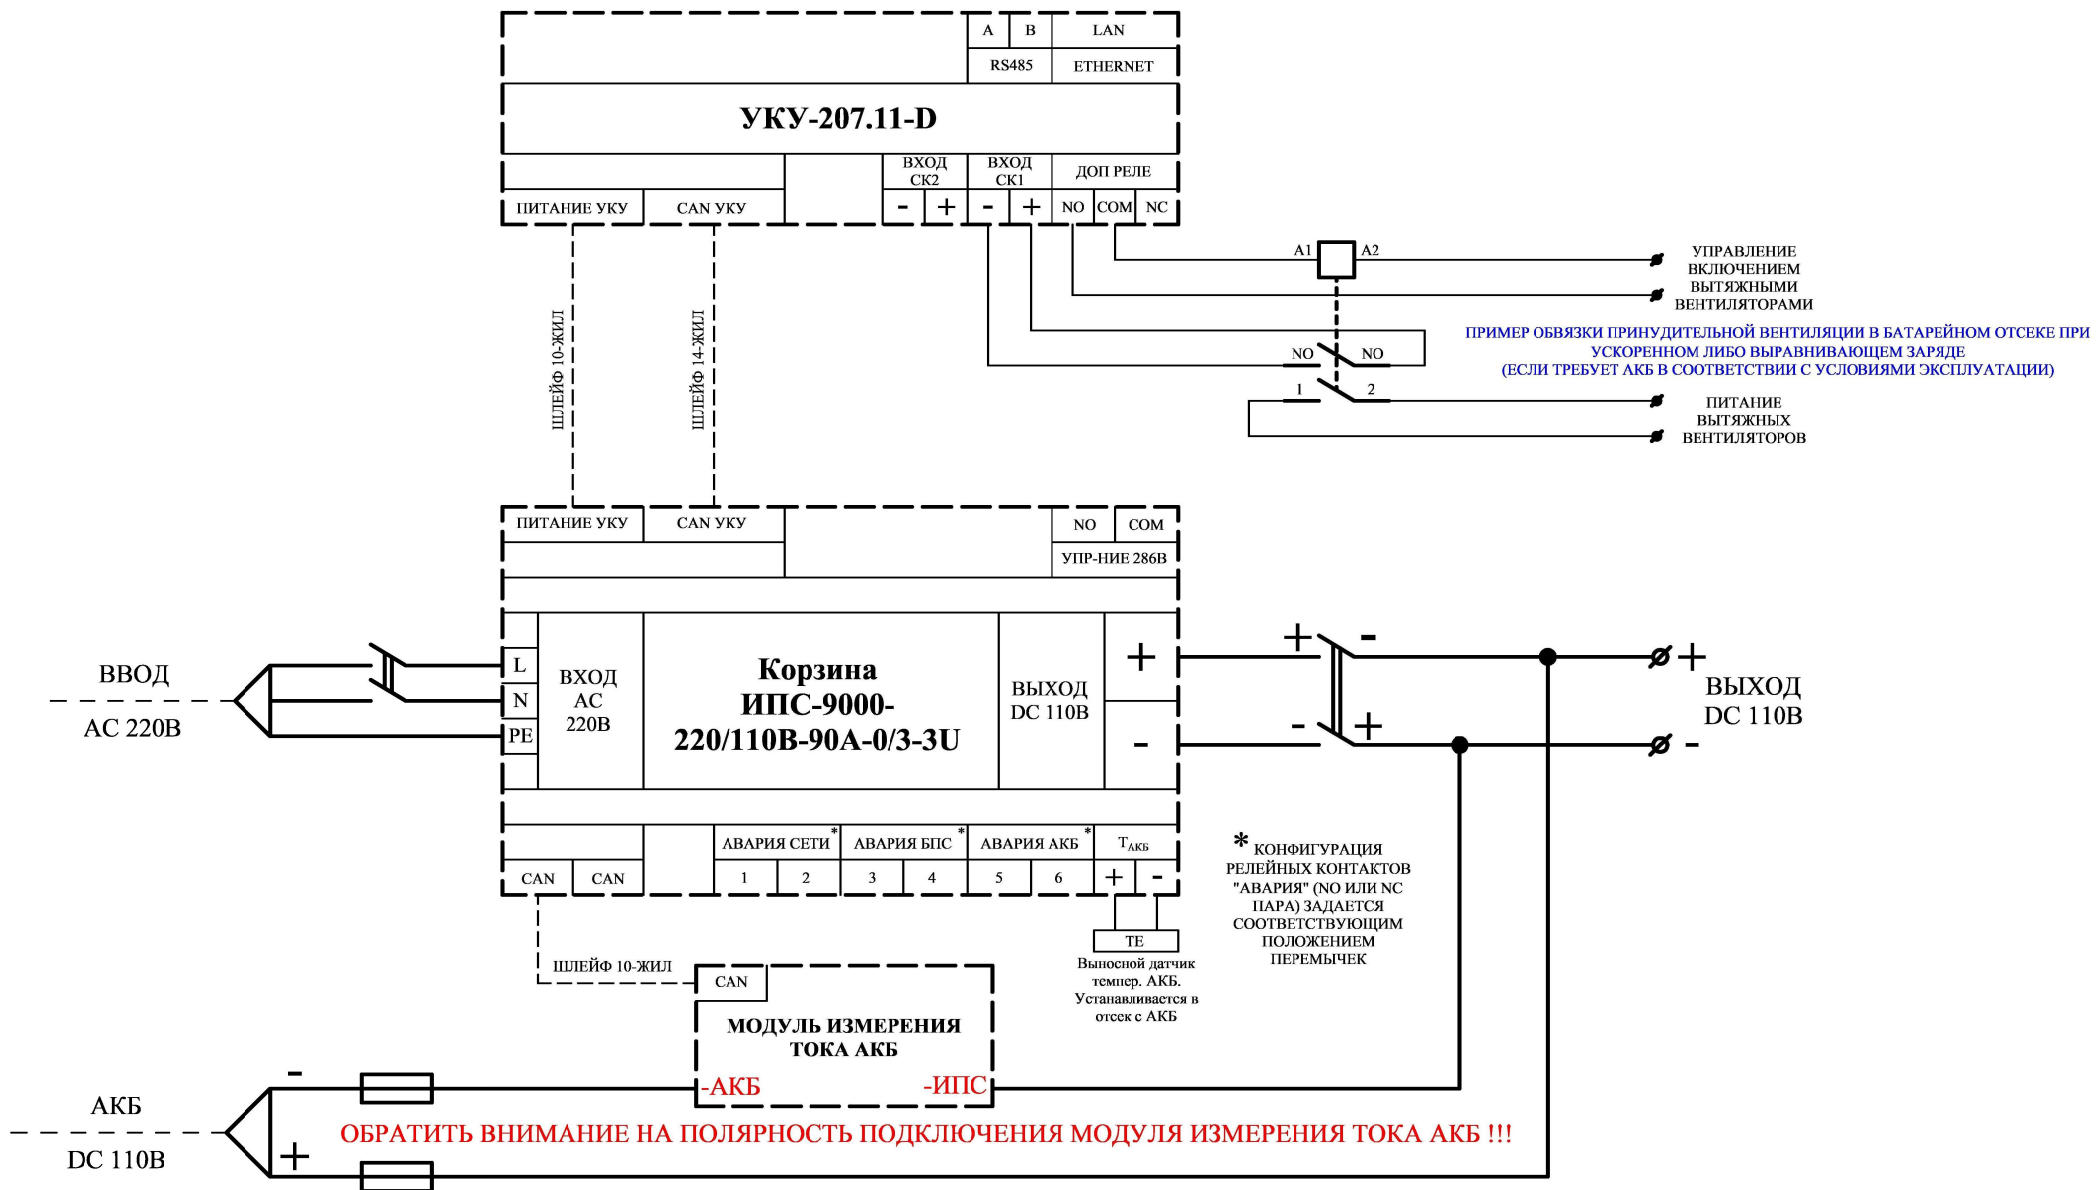 A B LAN
RS485 ETHERNET
УКУ-207.11-D
ВХОД СК2
ВХОД СК1
ДОП РЕЛЕ
ПИТАНИЕ УКУ CAN УКУ - + - + NO COM NC
ШЛЕЙФ 10-ЖИЛ
ШЛЕЙФ 14-ЖИЛ
A1 A2
УПРАВЛЕНИЕ
ВКЛЮЧЕНИЕМ
ВЫТЯЖНЫМИ
ВЕНТИЛЯТОРАМИ
ПРИМЕР ОБВЯЗКИ ПРИНУДИТЕЛЬНОЙ ВЕНТИЛЯЦИИ В БАТАРЕЙНОМ ОТСЕКЕ ПРИ
УСКОРЕННОМ ЛИБО ВЫРАВНИВАЮЩЕМ ЗАРЯДЕ
(ЕСЛИ ТРЕБУЕТ АКБ В СООТВЕТСТВИИ С УСЛОВИЯМИ ЭКСПЛУАТАЦИИ)
NO NO
1 2
ПИТАНИЕ
ВЫТЯЖНЫХ
ВЕНТИЛЯТОРОВ
ПИТАНИЕ УКУ CAN УКУ NO COM
УПР-НИЕ 286В
ВВОД
AC 220В
L
N
PE
ВХОД
AC
220В
Корзина
ИПС-9000-
220/110В-90А-0/3-3U
ВЫХОД
DC 110В
+
-
+ -
- +
+
-
ВЫХОД
DC 110В
АВАРИЯ СЕТИ* АВАРИЯ БПС* АВАРИЯ АКБ* TАКБ
CAN CAN 1 2 3 4 5 6 + -
TE
Выносной датчик
темпер. АКБ.
Устанавливается в
отсек с АКБ
* КОНФИГУРАЦИЯ
РЕЛЕЙНЫХ КОНТАКТОВ
"АВАРИЯ" (NO ИЛИ NC
ПАРА) ЗАДАЕТСЯ
СООТВЕТСТВУЮЩИМ
ПОЛОЖЕНИЕМ
ПЕРЕМЫЧЕК
ШЛЕЙФ 10-ЖИЛ
CAN
МОДУЛЬ ИЗМЕРЕНИЯ
ТОКА АКБ
-АКБ -ИПС
АКБ
DC 110В
-
+
ОБРАТИТЬ ВНИМАНИЕ НА ПОЛЯРНОСТЬ ПОДКЛЮЧЕНИЯ МОДУЛЯ ИЗМЕРЕНИЯ ТОКА АКБ !!!